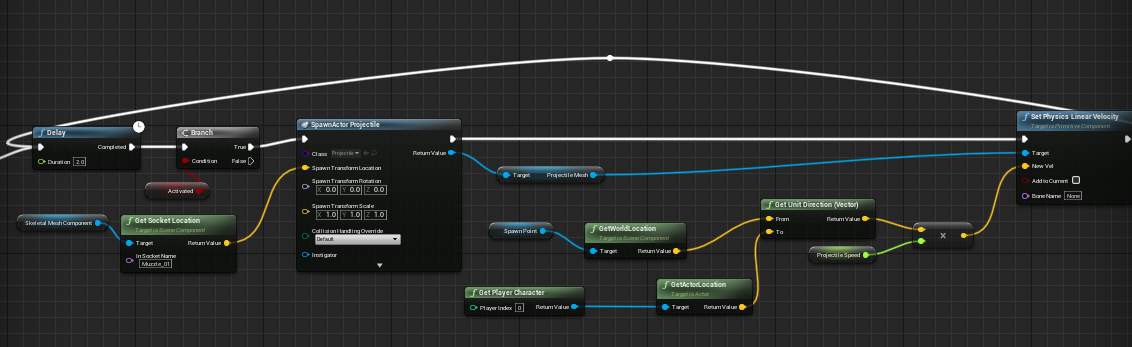 Delay
Completed
Duration 2.0
Branch
True
Condition
False
Activated
SpawnActor Projectile
Class Projectile
Return Value
Spawn Transform Location
Spawn Transform Rotation
X 0.0 Y 0.0 Z 0.0
Spawn Transform Scale
X 1.0 Y 1.0 Z 1.0
Collision Handling Override
Default
Instigator
Skeletal Mesh Component
Get Socket Location
Target is Scene Component
Target
Return Value
In Socket Name
Muzzle_01
Target
Projectile Mesh
Spawn Point
GetWorldLocation
Target is Scene Component
Target
Return Value
Get Player Character
Player Index 0
Return Value
GetActorLocation
Target is Actor
Target
Return Value
Get Unit Direction (Vector)
From
Return Value
To
Projectile Speed
×
Set Physics Linear Velocity
Target is Primitive Component
Target
New Vel
Add to Current
Bone Name None